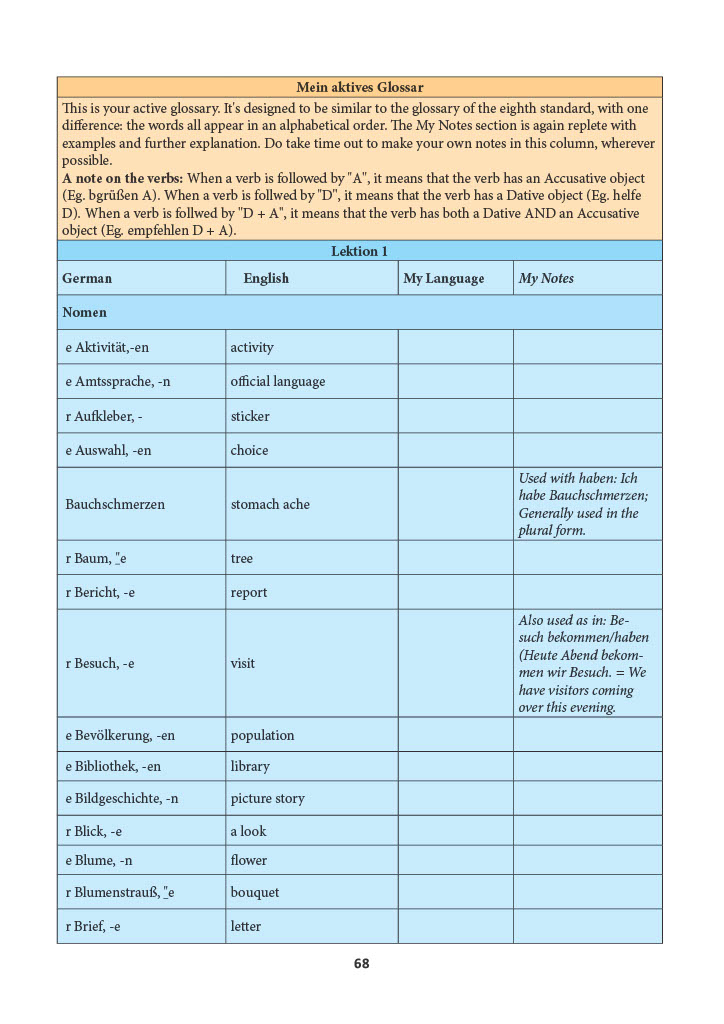 Mein aktives Glossar
This is your active glossary. It's designed to be similar to the glossary of the eighth standard, with one
difference: the words all appear in an alphabetical order. The My Notes section is again replete with
examples and further explanation. Do take time out to make your own notes in this column, wherever
possible.
A note on the verbs: When a verb is followed by "A", it means that the verb has an Accusative object
(Eg. bgrüßen A). When a verb is follwed by "D", it means that the verb has a Dative object (Eg. helfe
D). When a verb is follwed by "D + A", it means that the verb has both a Dative AND an Accusative
object (Eg. empfehlen D + A).
Lektion 1
German English My Language My Notes
Nomen
e Aktivität,-en activity
e Amtssprache, -n official language
r Aufkleber, - sticker
e Auswahl, -en choice
Bauchschmerzen stomach ache
Used with haben: Ich
habe Bauchschmerzen;
Generally used in the
plural form.
r Baum, "_e tree
r Bericht, -e report
r Besuch, -e visit
Also used as in: Be-
such bekommen/haben
(Heute Abend bekom-
men wir Besuch. = We
have visitors coming
over this evening.
e Bevölkerung, -en population
e Bibliothek, -en library
e Bildgeschichte, -n picture story
r Blick, -e a look
e Blume, -n flower
r Blumenstrauß, "_e bouquet
r Brief, -e letter
68